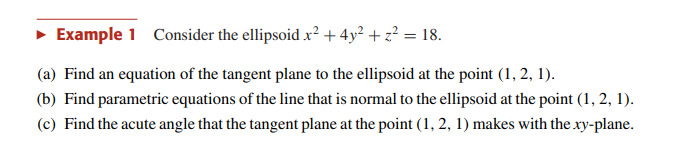 ▶ Example 1 Consider the ellipsoid x² + 4y² + z² = 18.
(a) Find an equation of the tangent plane to the ellipsoid at the point (1, 2, 1).
(b) Find parametric equations of the line that is normal to the ellipsoid at the point (1, 2, 1).
(c) Find the acute angle that the tangent plane at the point (1, 2, 1) makes with the xy-plane.